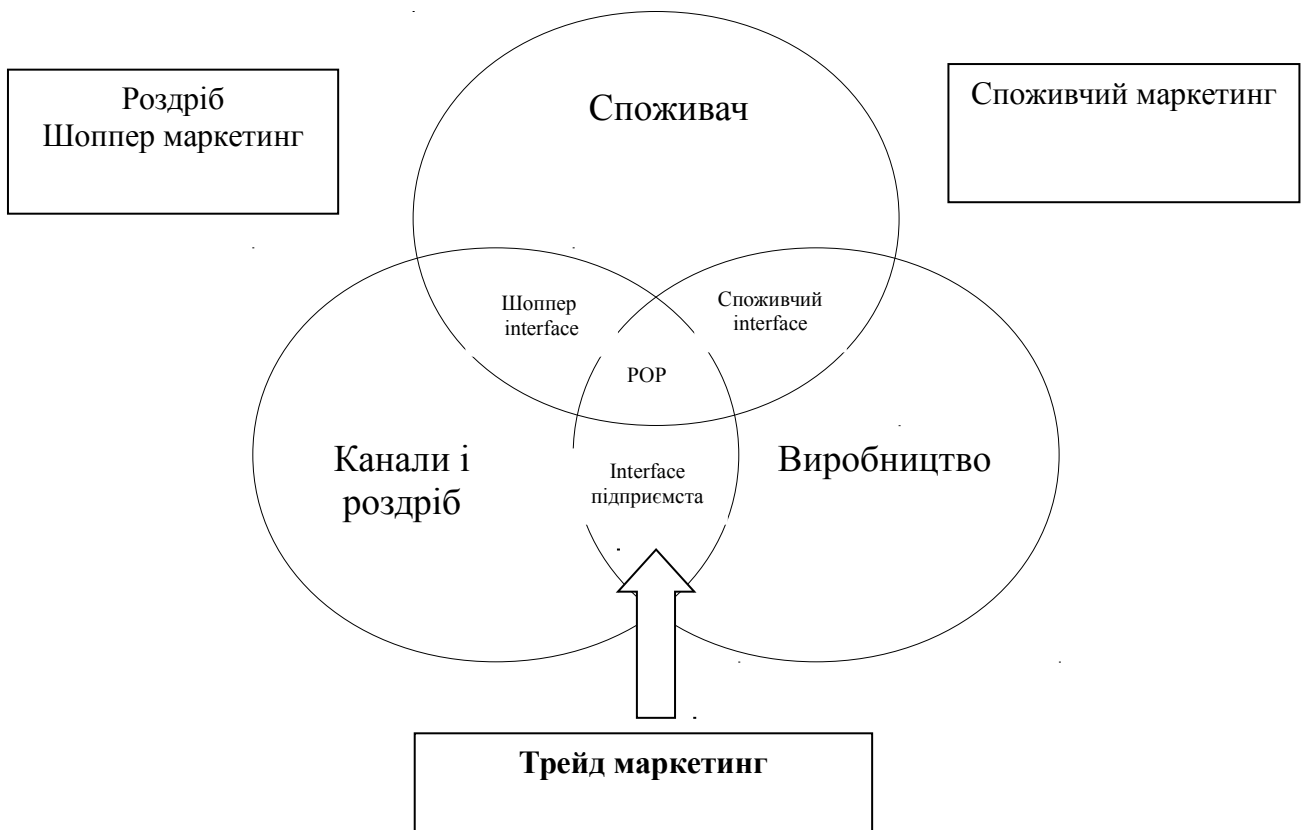 Роздріб
Шоппер маркетинг
Споживач
Споживчий маркетинг
Шоппер
interface
Споживчий
interface
POP
Канали і
роздріб
Interface
підприємста
Виробництво
Трейд маркетинг